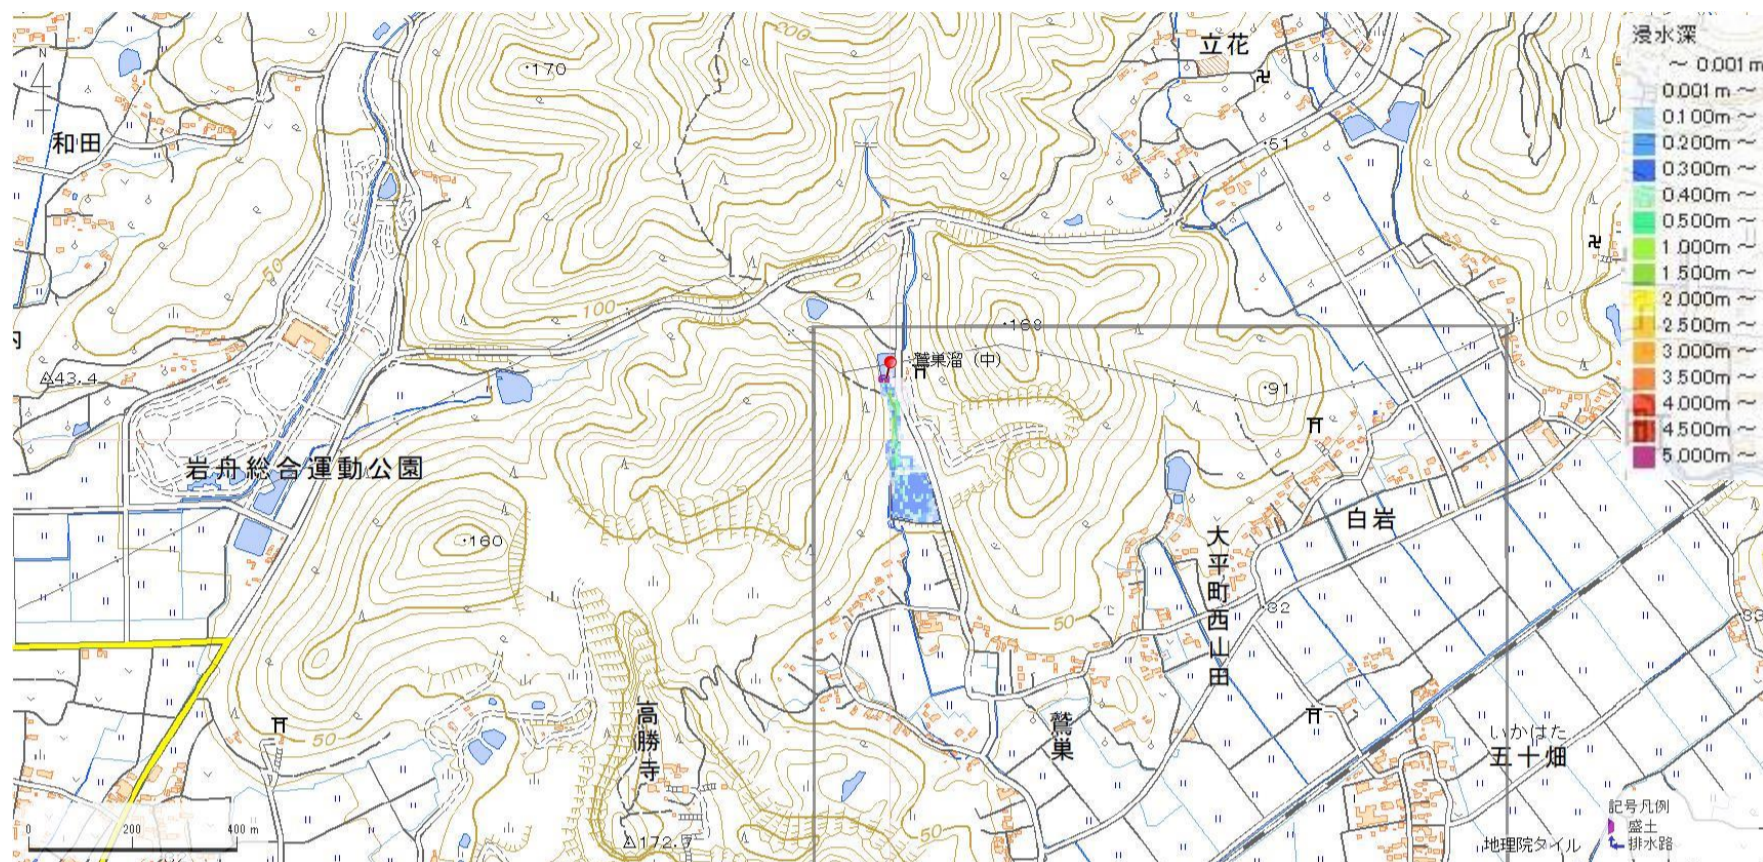 浸水深
～ 0.001 m
0.001 m ～
0.100m ～
0.200m ～
0.300m ～
0.400m ～
0.500m ～
1.000m ～
1.500m ～
2.000m ～
2.500m ～
3.000m ～
3.500m ～
4.000m ～
4.500m ～
5.000m ～
N
立花
200
170
和田
51
50
100
168
鷲巣溜（中）
43.4
91
岩舟総合運動公園
160
白岩
大平町西山田
32
50
33
高勝寺
鷲巣
いかはた
五十畑
50
50
172.7
0 200 400 m
記号凡例
盛土
排水路
地理院タイル